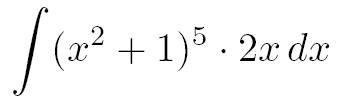 ∫(x² + 1)⁵ · 2x dx